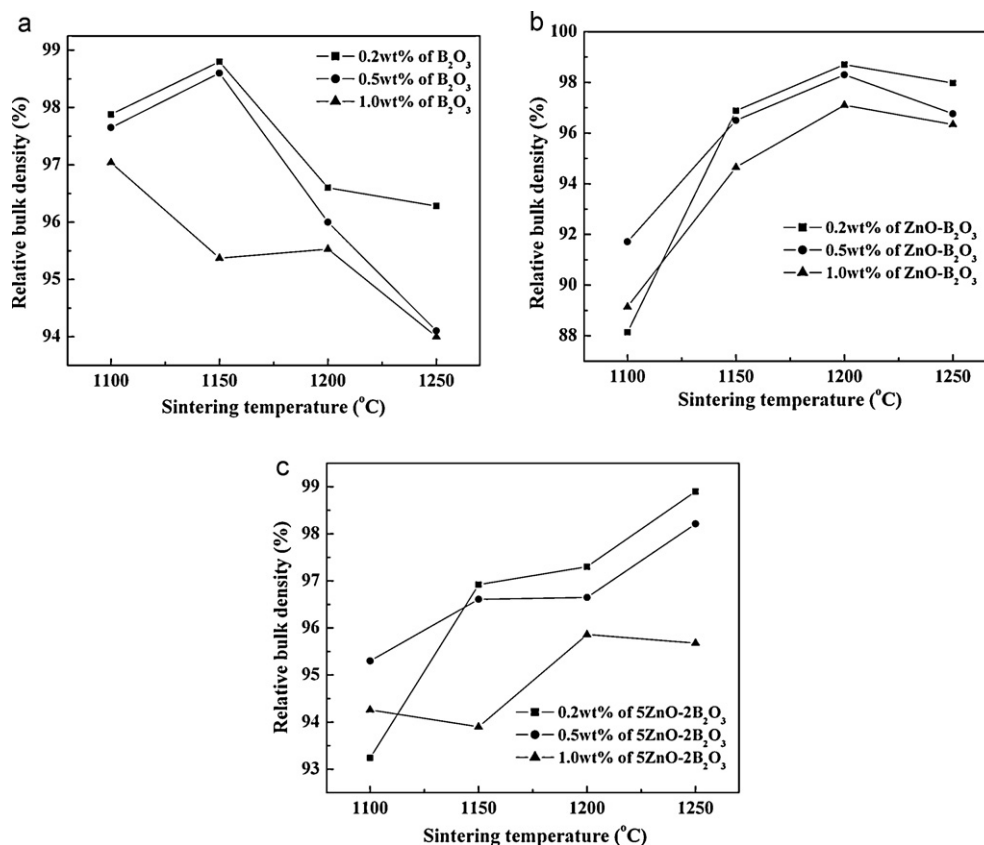 a
99
98
97
96
95
94
1100 1150 1200 1250
Relative bulk density (%)
Sintering temperature (°C)
0.2wt% of B₂O₃
0.5wt% of B₂O₃
1.0wt% of B₂O₃
b
100
98
96
94
92
90
88
1100 1150 1200 1250
Relative bulk density (%)
Sintering temperature (°C)
0.2wt% of ZnO-B₂O₃
0.5wt% of ZnO-B₂O₃
1.0wt% of ZnO-B₂O₃
c
99
98
97
96
95
94
93
1100 1150 1200 1250
Relative bulk density (%)
Sintering temperature (°C)
0.2wt% of 5ZnO-2B₂O₃
0.5wt% of 5ZnO-2B₂O₃
1.0wt% of 5ZnO-2B₂O₃